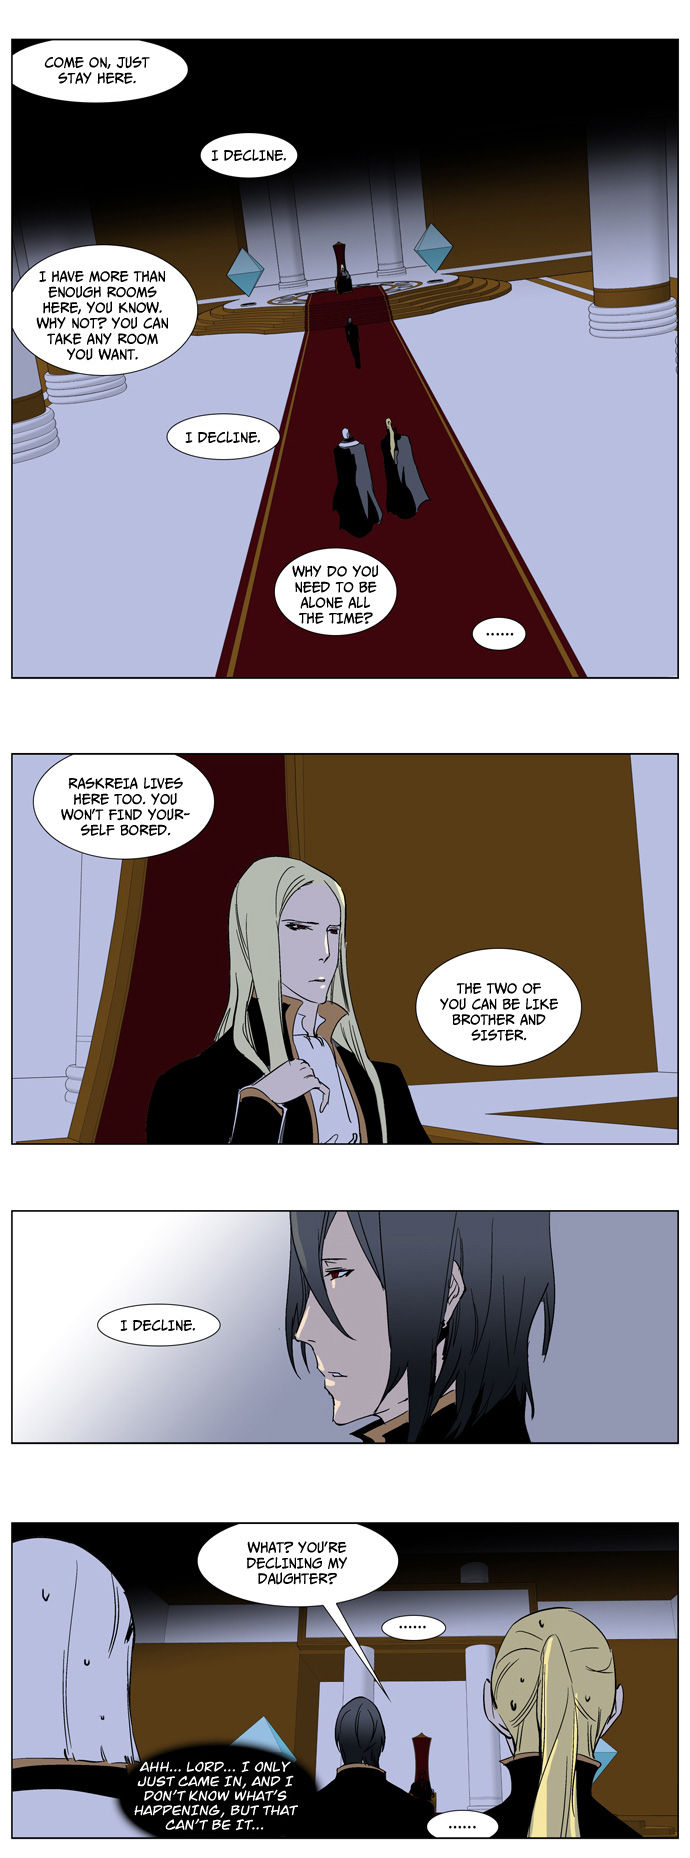 COME ON, JUST
STAY HERE.
I DECLINE.
I HAVE MORE THAN
ENOUGH ROOMS
HERE, YOU KNOW.
WHY NOT? YOU CAN
TAKE ANY ROOM
YOU WANT.
I DECLINE.
WHY DO YOU
NEED TO BE
ALONE ALL
THE TIME?
......
RASKREIA LIVES
HERE TOO. YOU
WON'T FIND YOUR-
SELF BORED.
THE TWO OF
YOU CAN BE LIKE
BROTHER AND
SISTER.
I DECLINE.
WHAT? YOU'RE
DECLINING MY
DAUGHTER?
......
AHH... LORD... I ONLY
JUST CAME IN, AND I
DON'T KNOW WHAT'S
HAPPENING, BUT THAT
CAN'T BE IT...
......